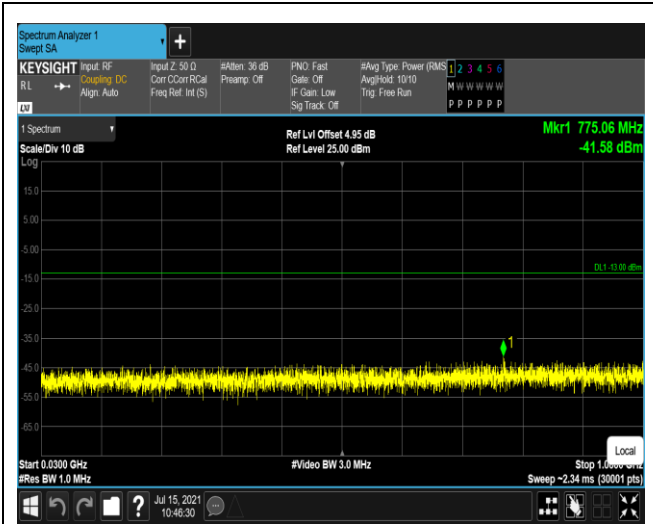 Spectrum Analyzer 1
Swept SA
+
KEYSIGHT
RL
LXI
Input: RF
Coupling: DC
Align: Auto
Input Z: 50 Ω
Corr CCorr RCal
Freq Ref: Int (S)
#Atten: 36 dB
Preamp: Off
PNO: Fast
Gate: Off
IF Gain: Low
Sig Track: Off
#Avg Type: Power (RMS
Avg|Hold: 10/10
Trig: Free Run
1 2 3 4 5 6
M W W W W W
P P P P P P
1 Spectrum
Scale/Div 10 dB
Log
Ref Lvl Offset 4.95 dB
Ref Level 25.00 dBm
Mkr1 775.06 MHz
-41.58 dBm
15.0
5.00
-5.00
DL1 -13.00 dBm
-15.0
-25.0
-35.0
1
-45.0
-55.0
-65.0
Local
Start 0.0300 GHz
#Res BW 1.0 MHz
#Video BW 3.0 MHz
Stop 1.0000 GHz
Sweep ~2.34 ms (30001 pts)
?
Jul 15, 2021
10:46:30